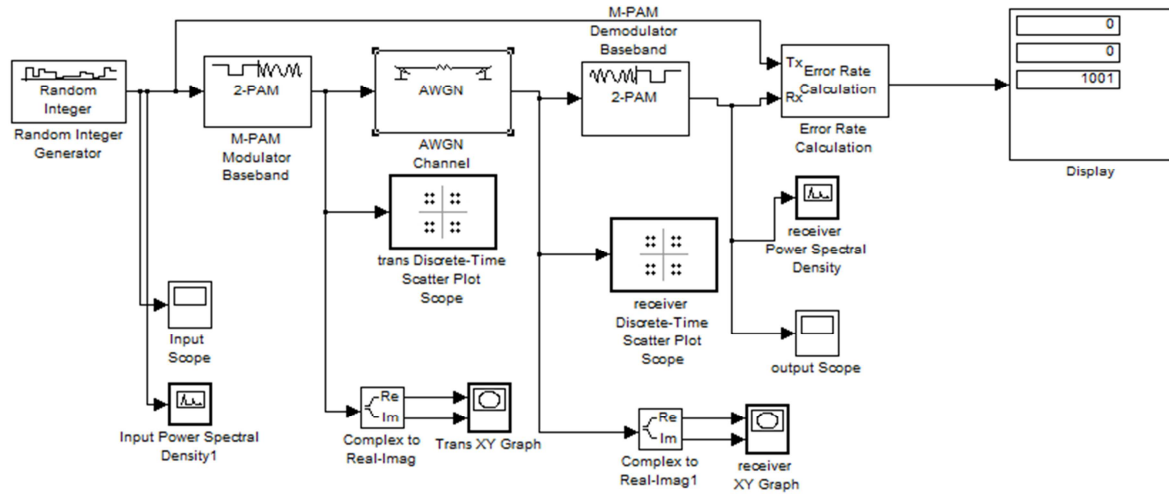 M-PAM
Demodulator
Baseband
0
0
1001
Random
Integer
Random Integer
Generator
2-PAM
M-PAM
Modulator
Baseband
AWGN
AWGN
Channel
2-PAM
Tx
Rx
Error Rate
Calculation
Error Rate
Calculation
Display
trans Discrete-Time
Scatter Plot
Scope
receiver
Discrete-Time
Scatter Plot
Scope
receiver
Power Spectral
Density
Input
Scope
output Scope
Input Power Spectral
Density1
Re
Im
Complex to
Real-Imag
Trans XY Graph
Re
Im
Complex to
Real-Imag1
receiver
XY Graph